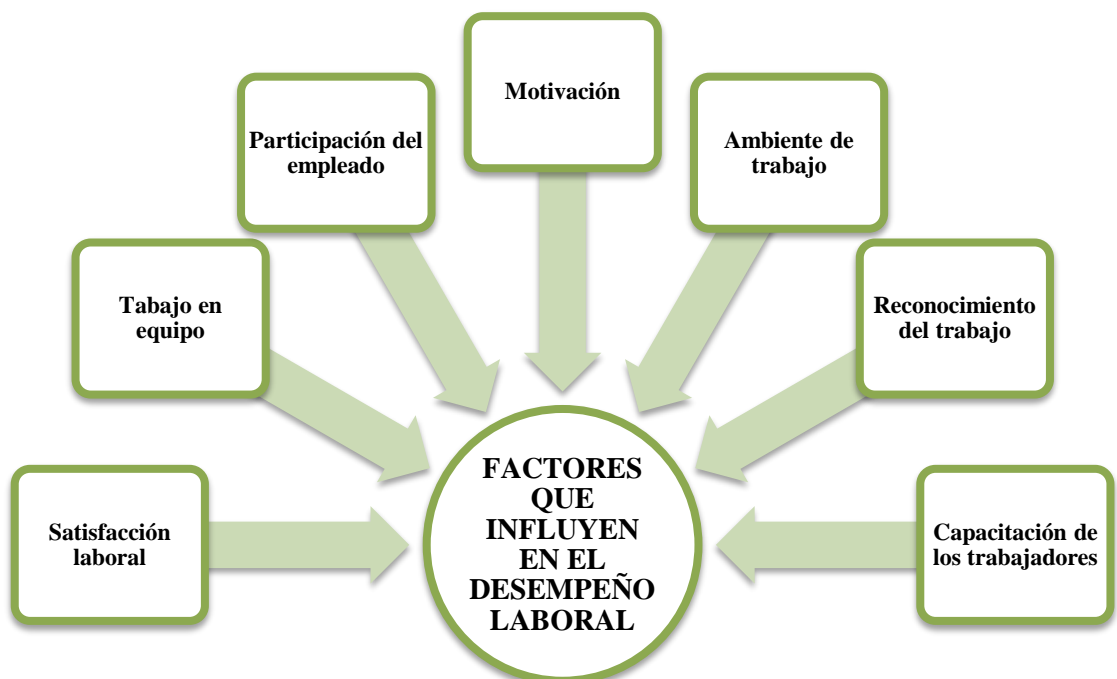 Motivación
Participación del
empleado
Ambiente de
trabajo
Tabajo en
equipo
Reconocimiento
del trabajo
Satisfacción
laboral
FACTORES
QUE
INFLUYEN
EN EL
DESEMPEÑO
LABORAL
Capacitación de
los trabajadores